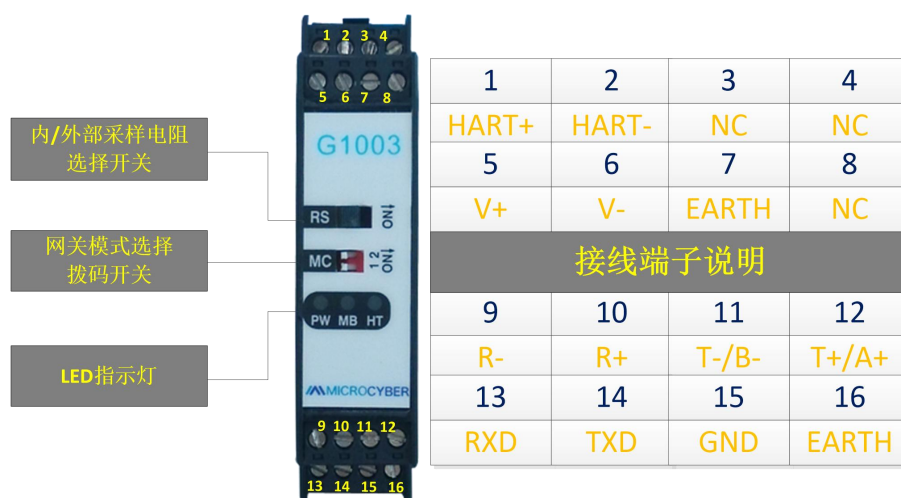 1 2 3 4
5 6 7 8
G1003
RS ON↑
MC 1 2 ON↑
PW MB HT
MICROCYBER
9 10 11 12
13 14 15 16
内/外部采样电阻
选择开关
网关模式选择
拨码开关
LED指示灯
1 2 3 4
HART+ HART- NC NC
5 6 7 8
V+ V- EARTH NC
接线端子说明
9 10 11 12
R- R+ T-/B- T+/A+
13 14 15 16
RXD TXD GND EARTH